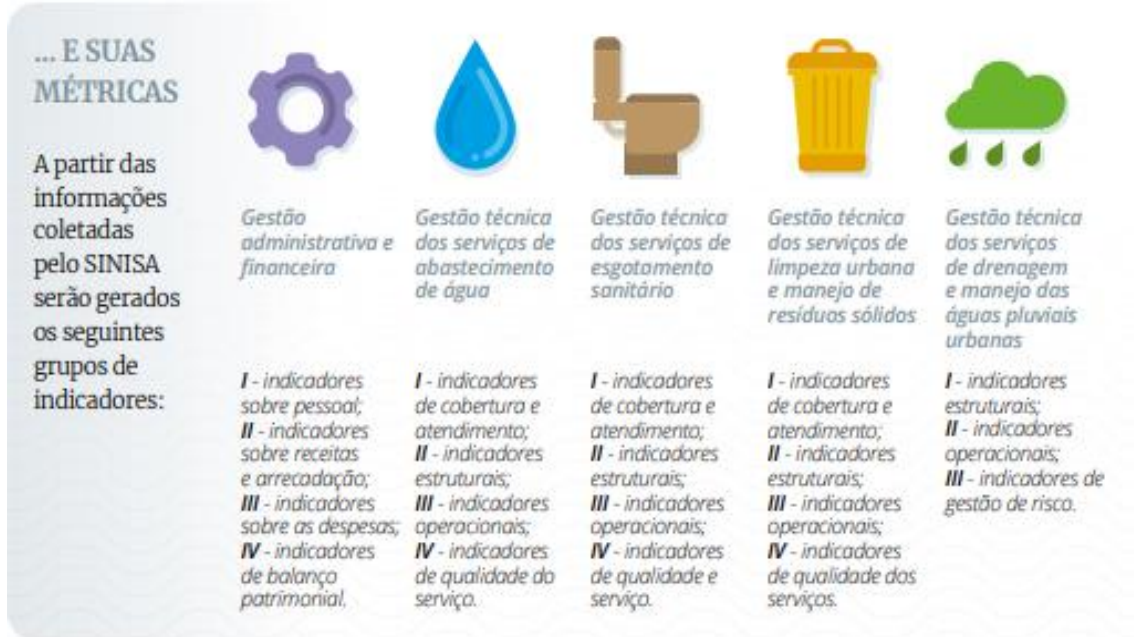 ... E SUAS
MÉTRICAS
A partir das
informações
coletadas
pelo SINISA
serão gerados
os seguintes
grupos de
indicadores:
Gestão
administrativa e
financeira
I - indicadores
sobre pessoal;
II - indicadores
sobre receitas
e arrecadação;
III - indicadores
sobre as despesas;
IV - indicadores
de balanço
patrimonial.
Gestão técnica
dos serviços de
abastecimento
de água
I - indicadores
de cobertura e
atendimento;
II - indicadores
estruturais;
III - indicadores
operacionais;
IV - indicadores
de qualidade do
serviço.
Gestão técnica
dos serviços de
esgotamento
sanitário
I - indicadores
de cobertura e
atendimento;
II - indicadores
estruturais;
III - indicadores
operacionais;
IV - indicadores
de qualidade e
serviço.
Gestão técnica
dos serviços de
limpeza urbana
e manejo de
resíduos sólidos
I - indicadores
de cobertura e
atendimento;
II - indicadores
estruturais;
III - indicadores
operacionais;
IV - indicadores
de qualidade dos
serviços.
Gestão técnica
dos serviços
de drenagem
e manejo das
águas pluviais
urbanas
I - indicadores
estruturais;
II - indicadores
operacionais;
III - indicadores de
gestão de risco.